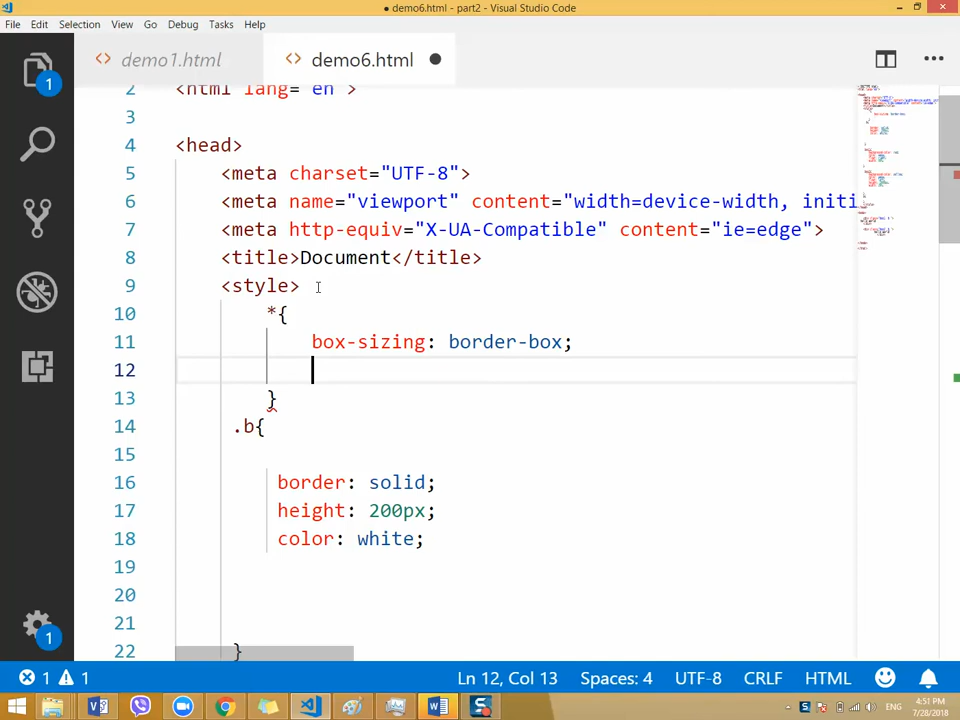 ● demo6.html - part2 - Visual Studio Code
File Edit Selection View Go Debug Tasks Help
<> demo1.html <> demo6.html ●
2 <html lang="en">
3
4 <head>
5 <meta charset="UTF-8">
6 <meta name="viewport" content="width=device-width, initi
7 <meta http-equiv="X-UA-Compatible" content="ie=edge">
8 <title>Document</title>
9 <style>
10 *{
11 box-sizing: border-box;
12
13 }
14 .b{
15
16 border: solid;
17 height: 200px;
18 color: white;
19
20
21
22 }
1
1
1 1 Ln 12, Col 13 Spaces: 4 UTF-8 CRLF HTML
ENG 4:51 PM
7/28/2018